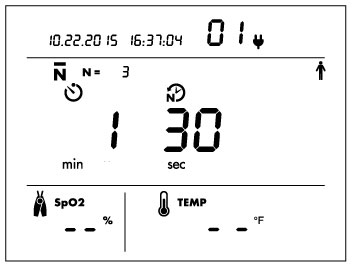 10.22.2015 16:37:04 01
N N = 3
N
1 30
min sec
SpO2 TEMP
-- % -- °F